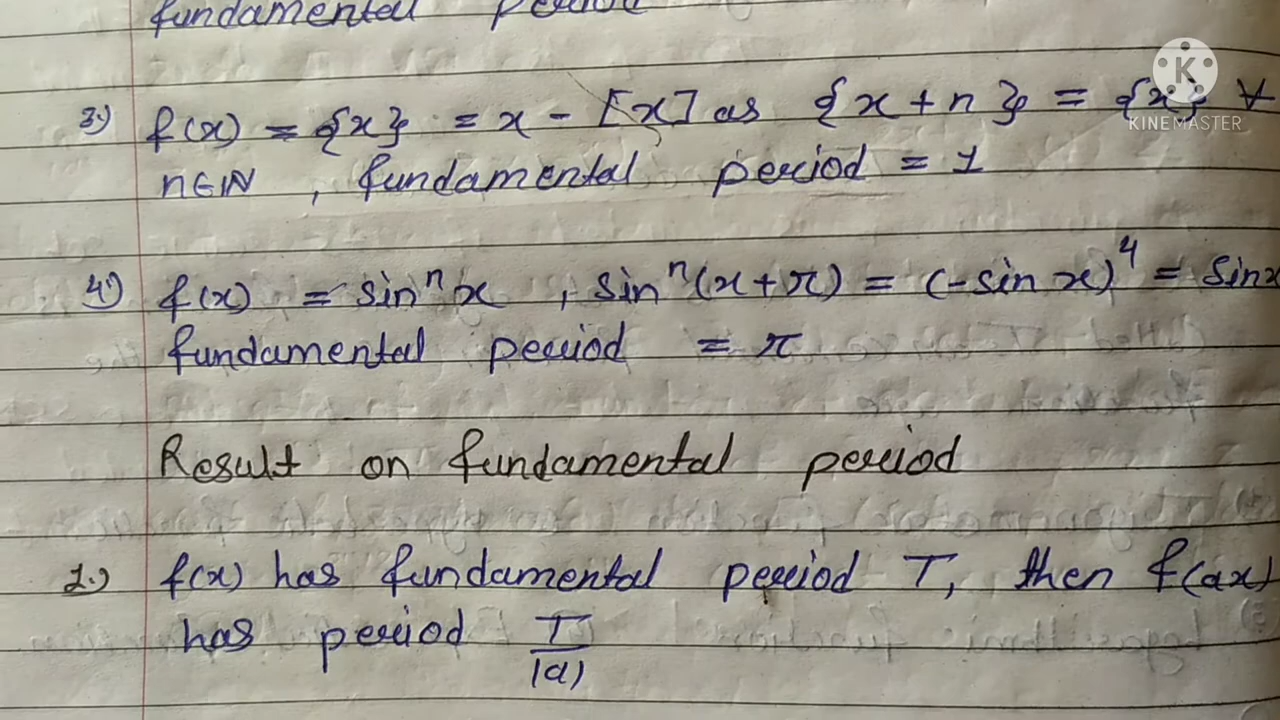 fundamental period
3.) f(x) = {x} = x - [x] as {x + n} = {x} ∀
n∈N , fundamental period = 1
4.) f(x) = sinⁿx , sinⁿ(x+π) = (-sin x)⁴ = sinx
fundamental period = π
Result on fundamental period
1.) f(x) has fundamental period T, then f(ax)
has period T/|a|
K
KINEMASTER